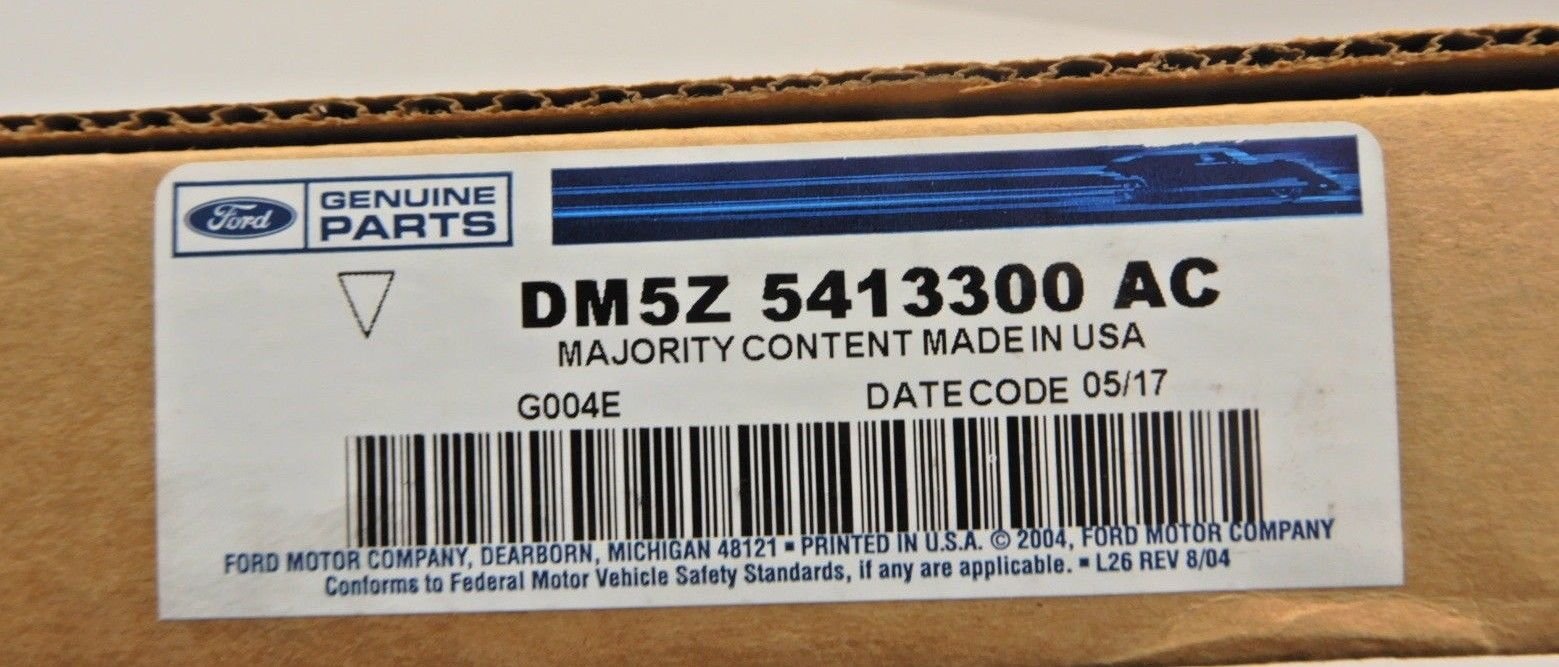 Ford
GENUINE
PARTS
DM5Z 5413300 AC
MAJORITY CONTENT MADE IN USA
G004E DATECODE 05/17
FORD MOTOR COMPANY, DEARBORN, MICHIGAN 48121 ▪ PRINTED IN U.S.A. © 2004, FORD MOTOR COMPANY
Conforms to Federal Motor Vehicle Safety Standards, if any are applicable. ▪ L26 REV 8/04